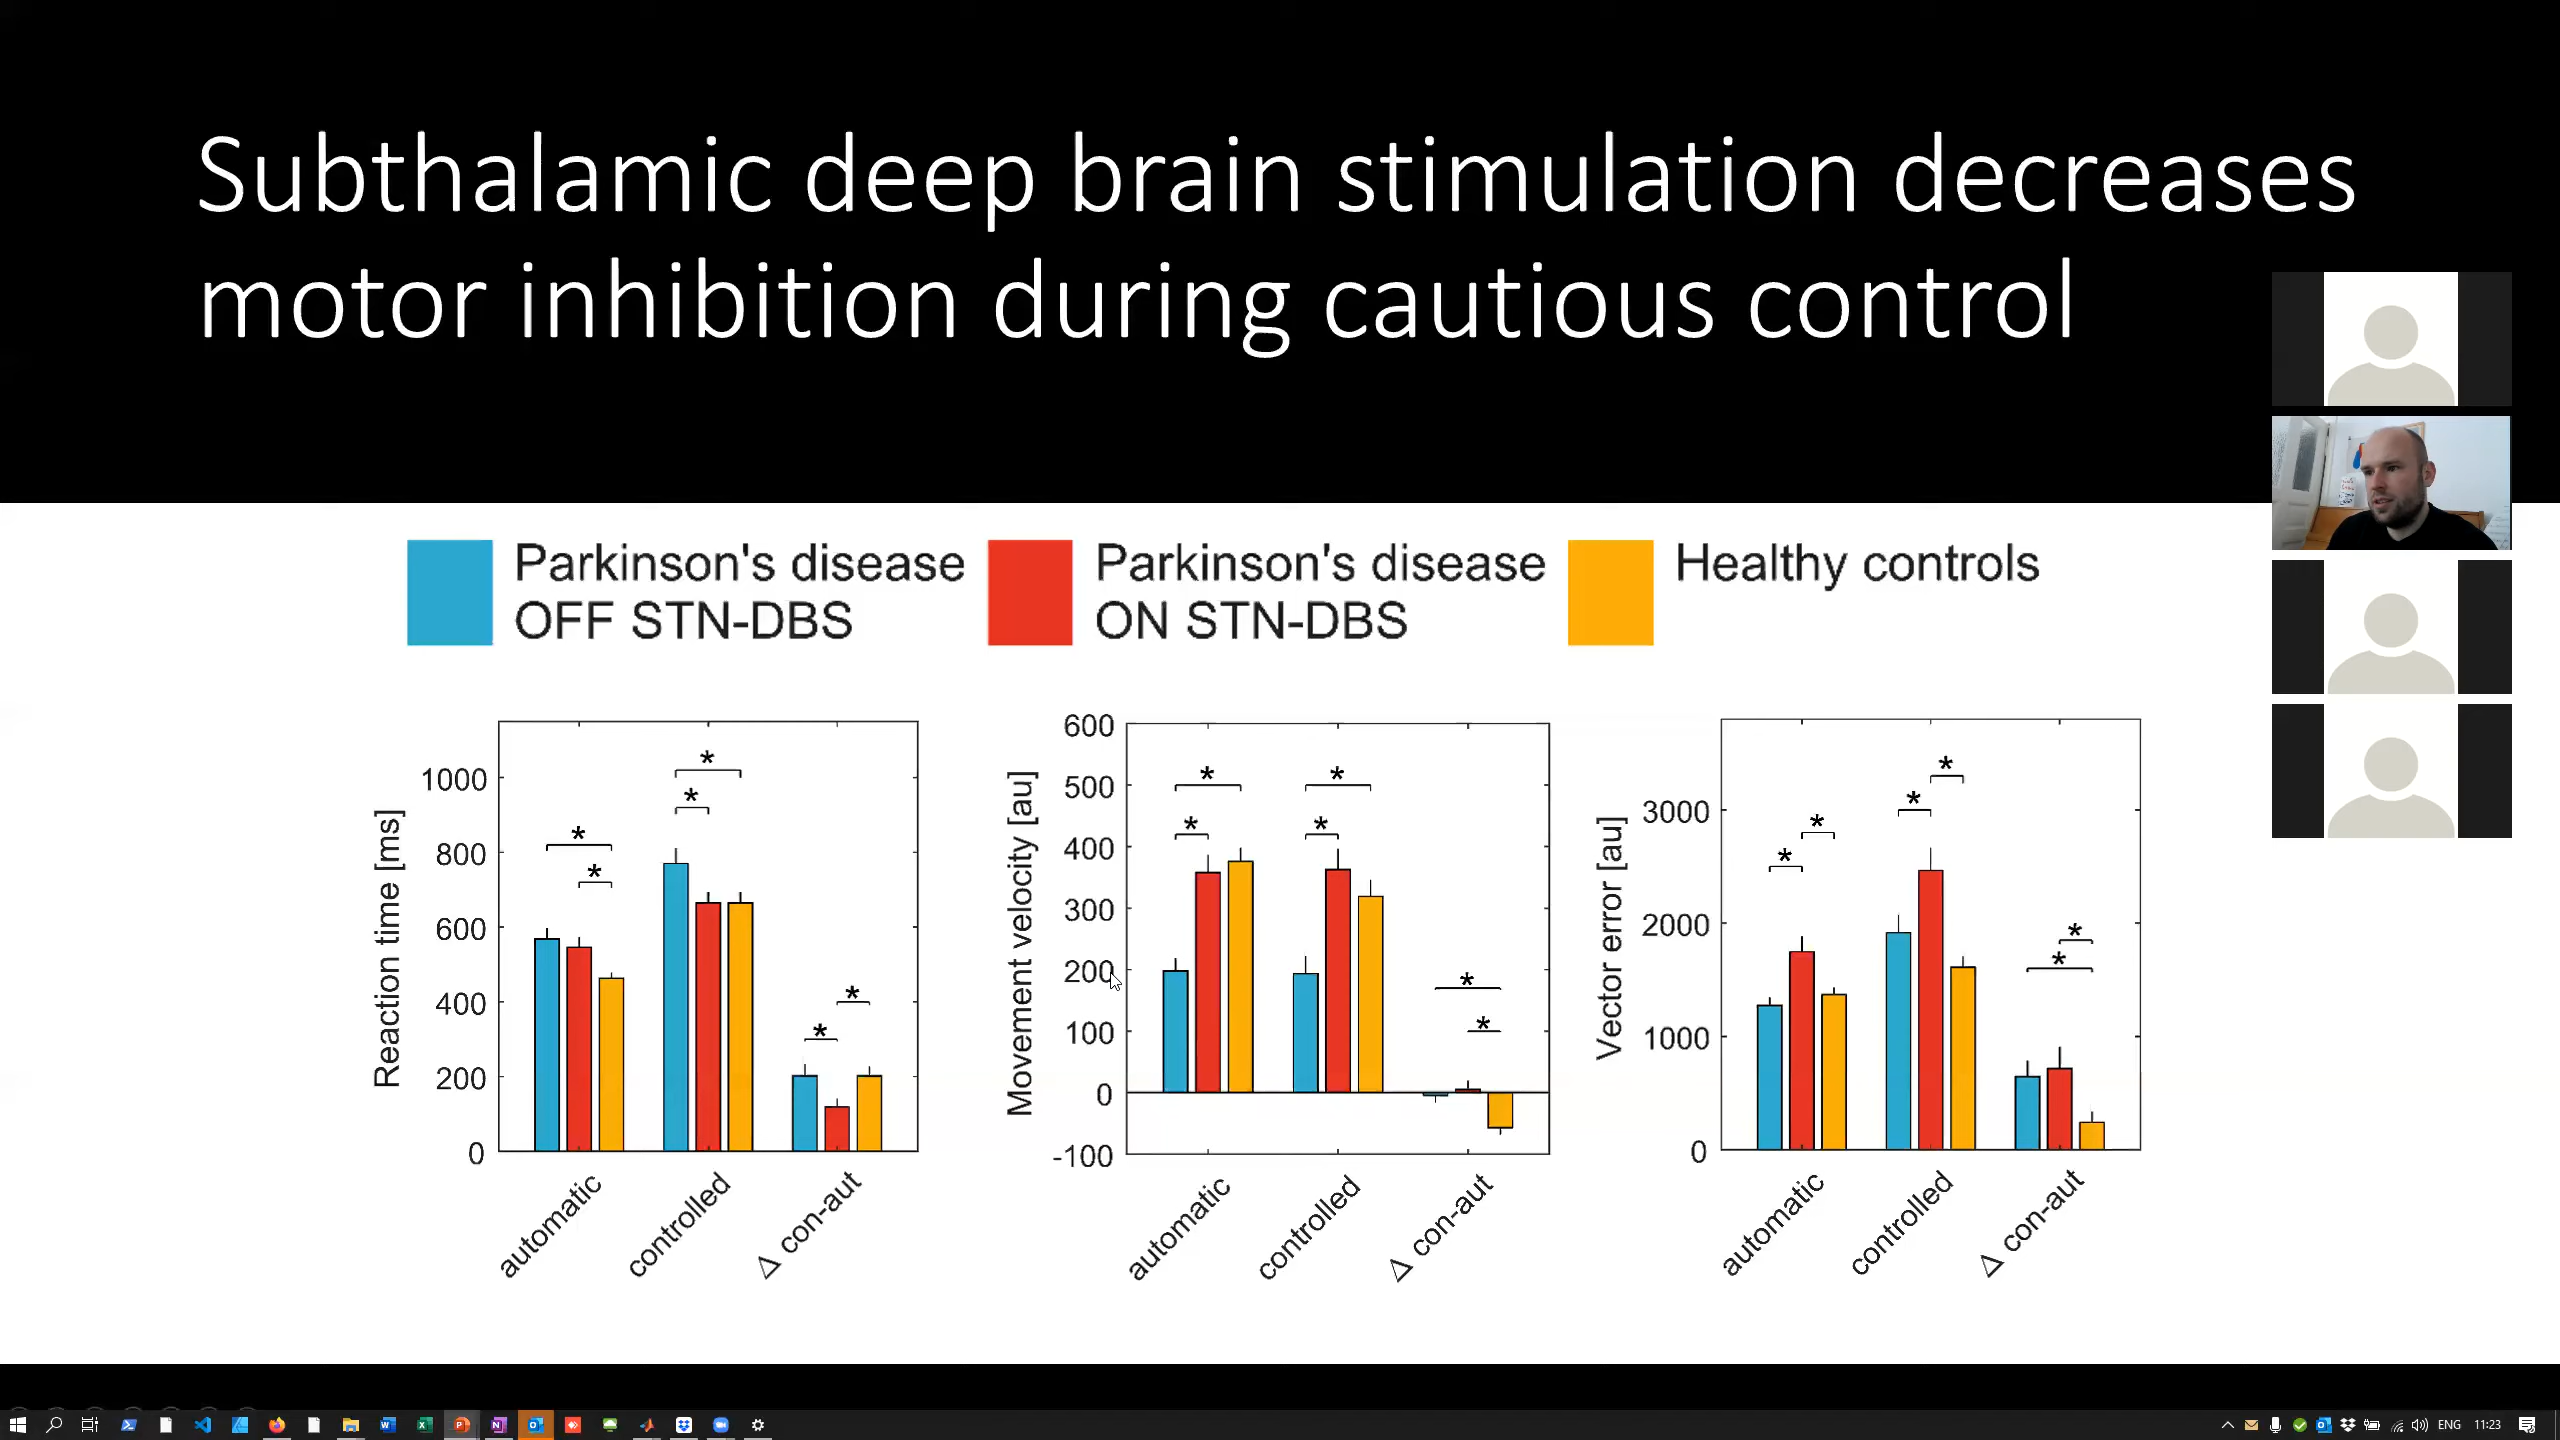 Subthalamic deep brain stimulation decreases
motor inhibition during cautious control
Parkinson's disease
OFF STN-DBS
Parkinson's disease
ON STN-DBS
Healthy controls
Reaction time [ms]
1000
800
600
400
200
0
* * * * * *
automatic
controlled
Δ con-aut
Movement velocity [au]
600
500
400
300
200
100
0
-100
* * * * * *
automatic
controlled
Δ con-aut
Vector error [au]
3000
2000
1000
0
* * * * * *
automatic
controlled
Δ con-aut
ENG 11:23